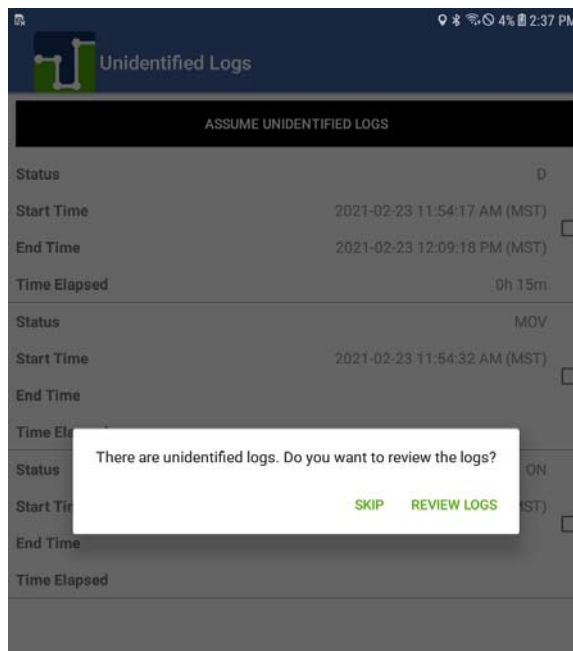 4% 2:37 PM
Unidentified Logs
ASSUME UNIDENTIFIED LOGS
Status D
Start Time 2021-02-23 11:54:17 AM (MST)
End Time 2021-02-23 12:09:18 PM (MST)
Time Elapsed 0h 15m
Status MOV
Start Time 2021-02-23 11:54:32 AM (MST)
End Time
Time
There are unidentified logs. Do you want to review the logs?
Status ON
SKIP REVIEW LOGS
Start
End Time
Time Elapsed